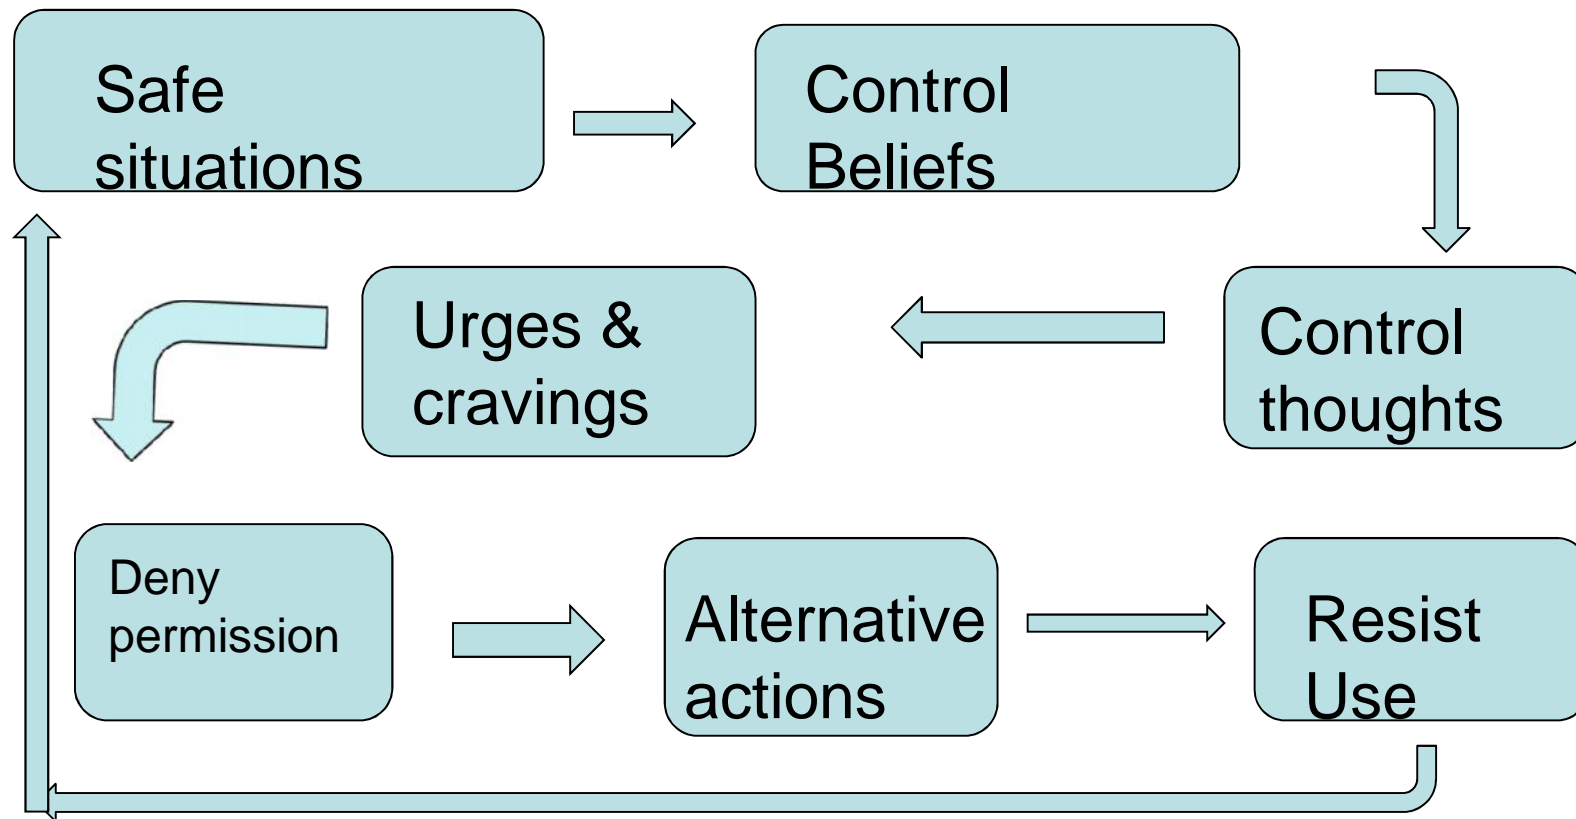 Safe
situations
Control
Beliefs
Urges &
cravings
Control
thoughts
Deny
permission
Alternative
actions
Resist
Use